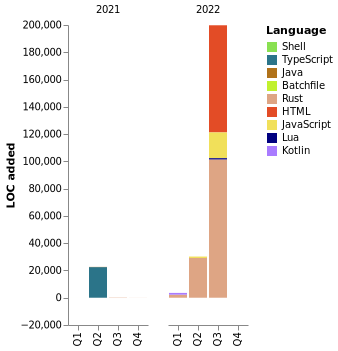 2021
2022
LOC added
200,000
180,000
160,000
140,000
120,000
100,000
80,000
60,000
40,000
20,000
0
−20,000
Q1
Q2
Q3
Q4
Q1
Q2
Q3
Q4
Language
Shell
TypeScript
Java
Batchfile
Rust
HTML
JavaScript
Lua
Kotlin